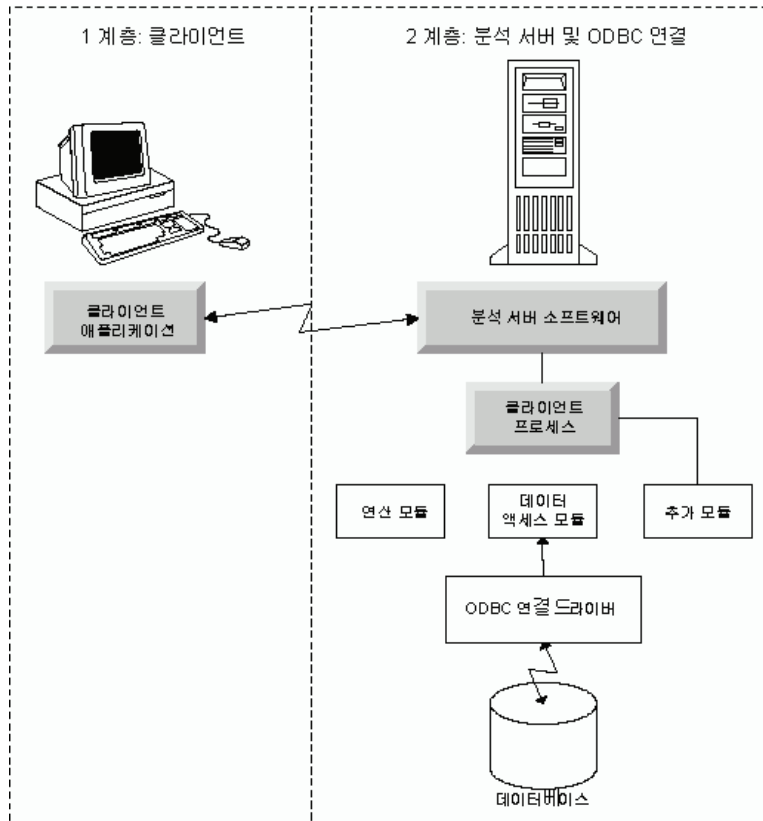 1 계층: 클라이언트
2 계층: 분석 서버 및 ODBC 연결
클라이언트
애플리케이션
분석 서버 소프트웨어
클라이언트
프로세스
연산 모듈
데이터
액세스 모듈
추가 모듈
ODBC 연결 드라이버
데이터베이스